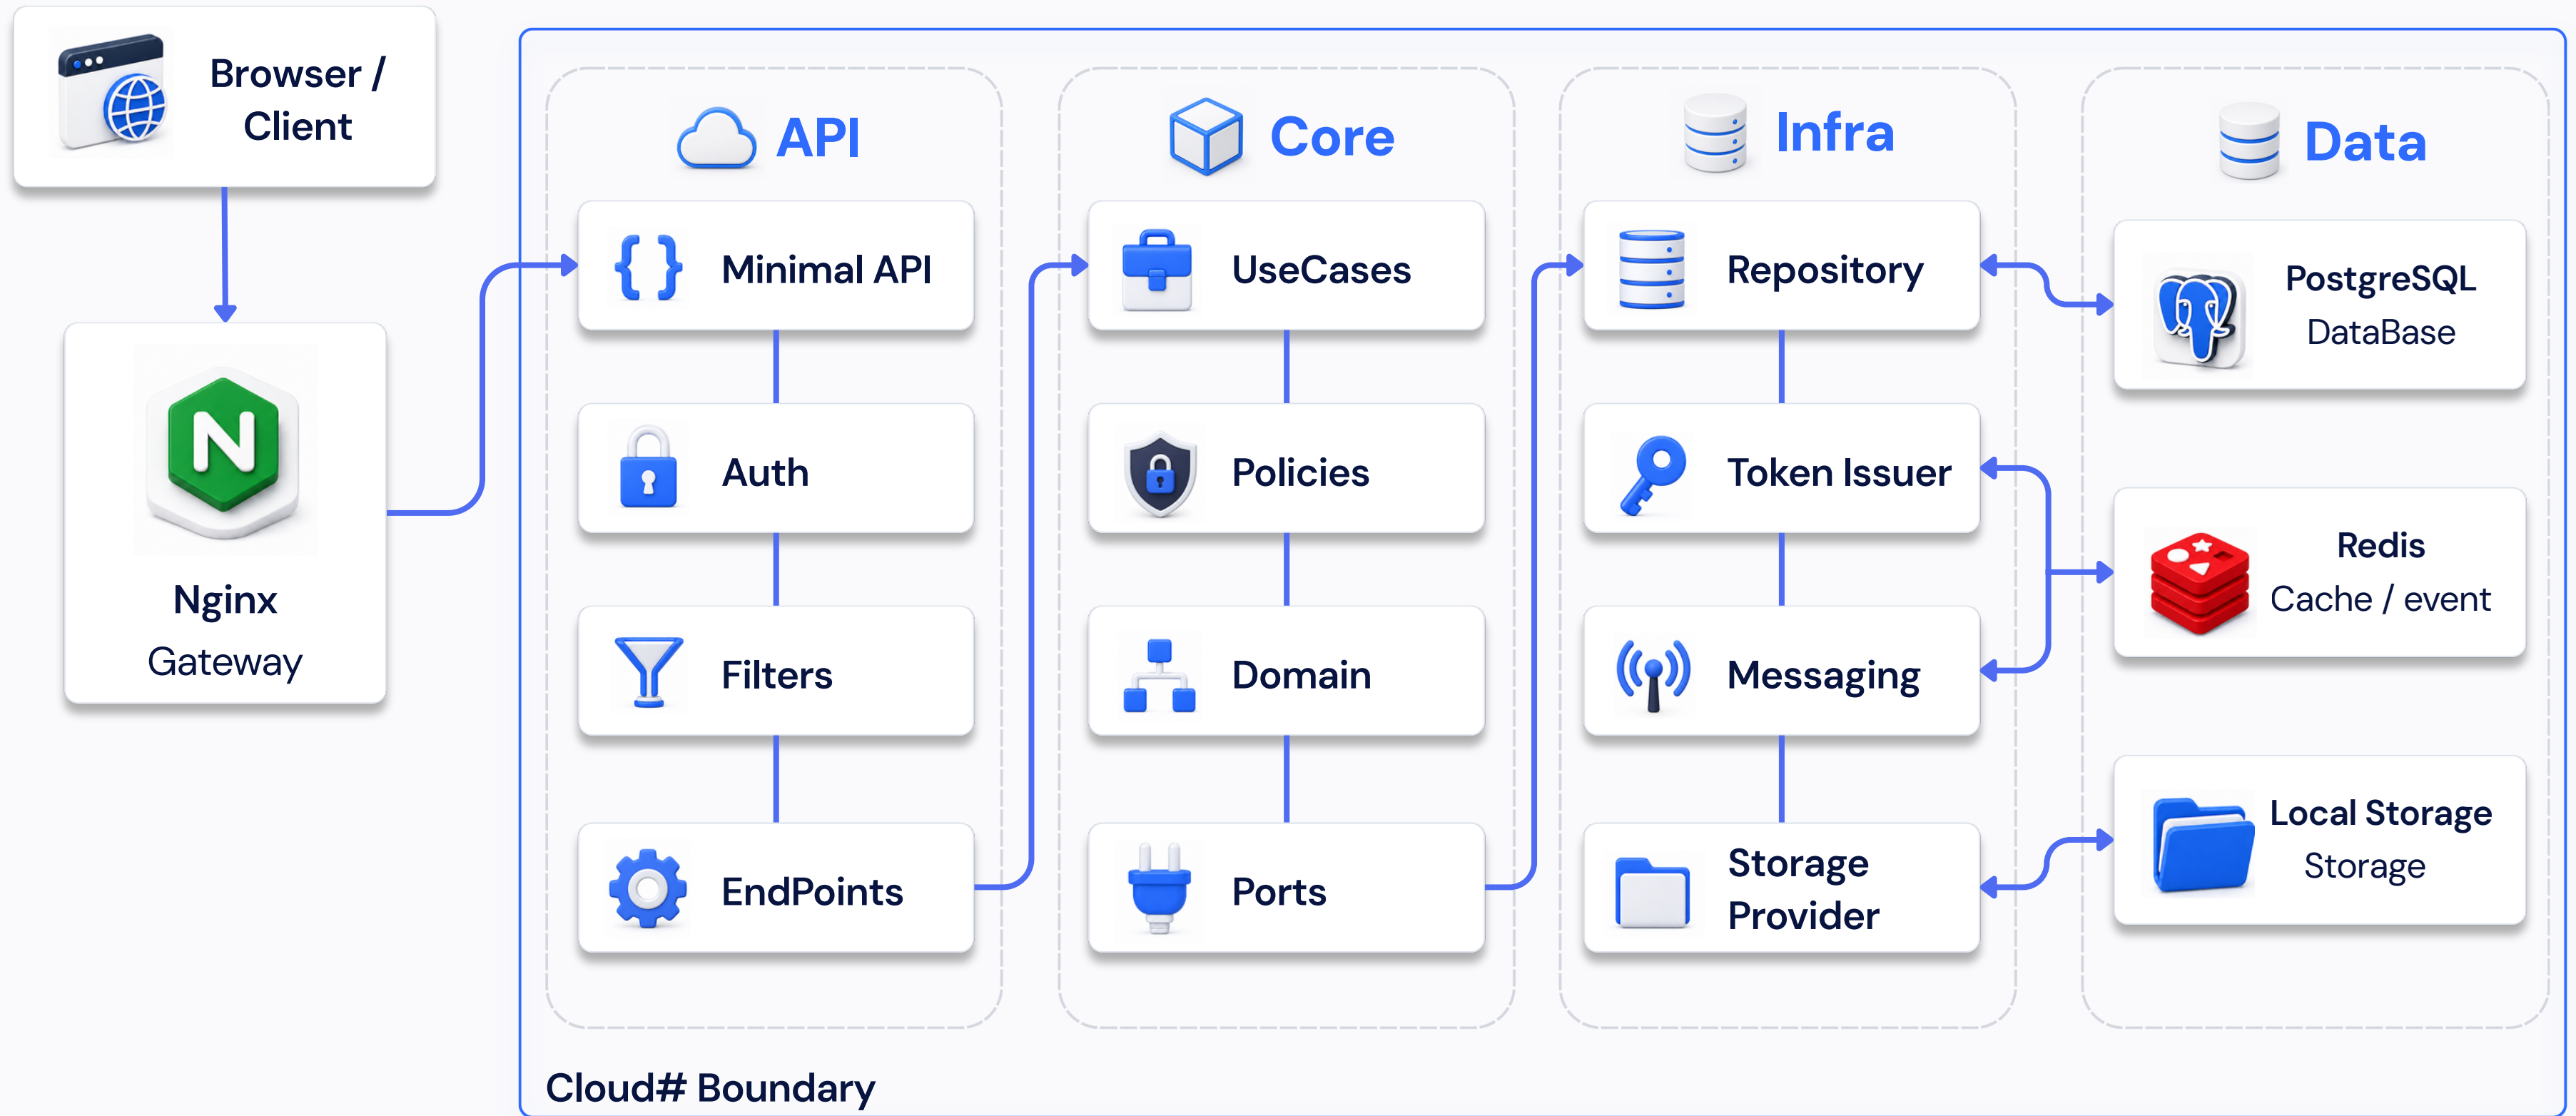 Browser /
Client
Nginx
Gateway
API
Minimal API
Auth
Filters
EndPoints
Core
UseCases
Policies
Domain
Ports
Infra
Repository
Token Issuer
Messaging
Storage
Provider
Data
PostgreSQL
DataBase
Redis
Cache / event
Local Storage
Storage
Cloud# Boundary